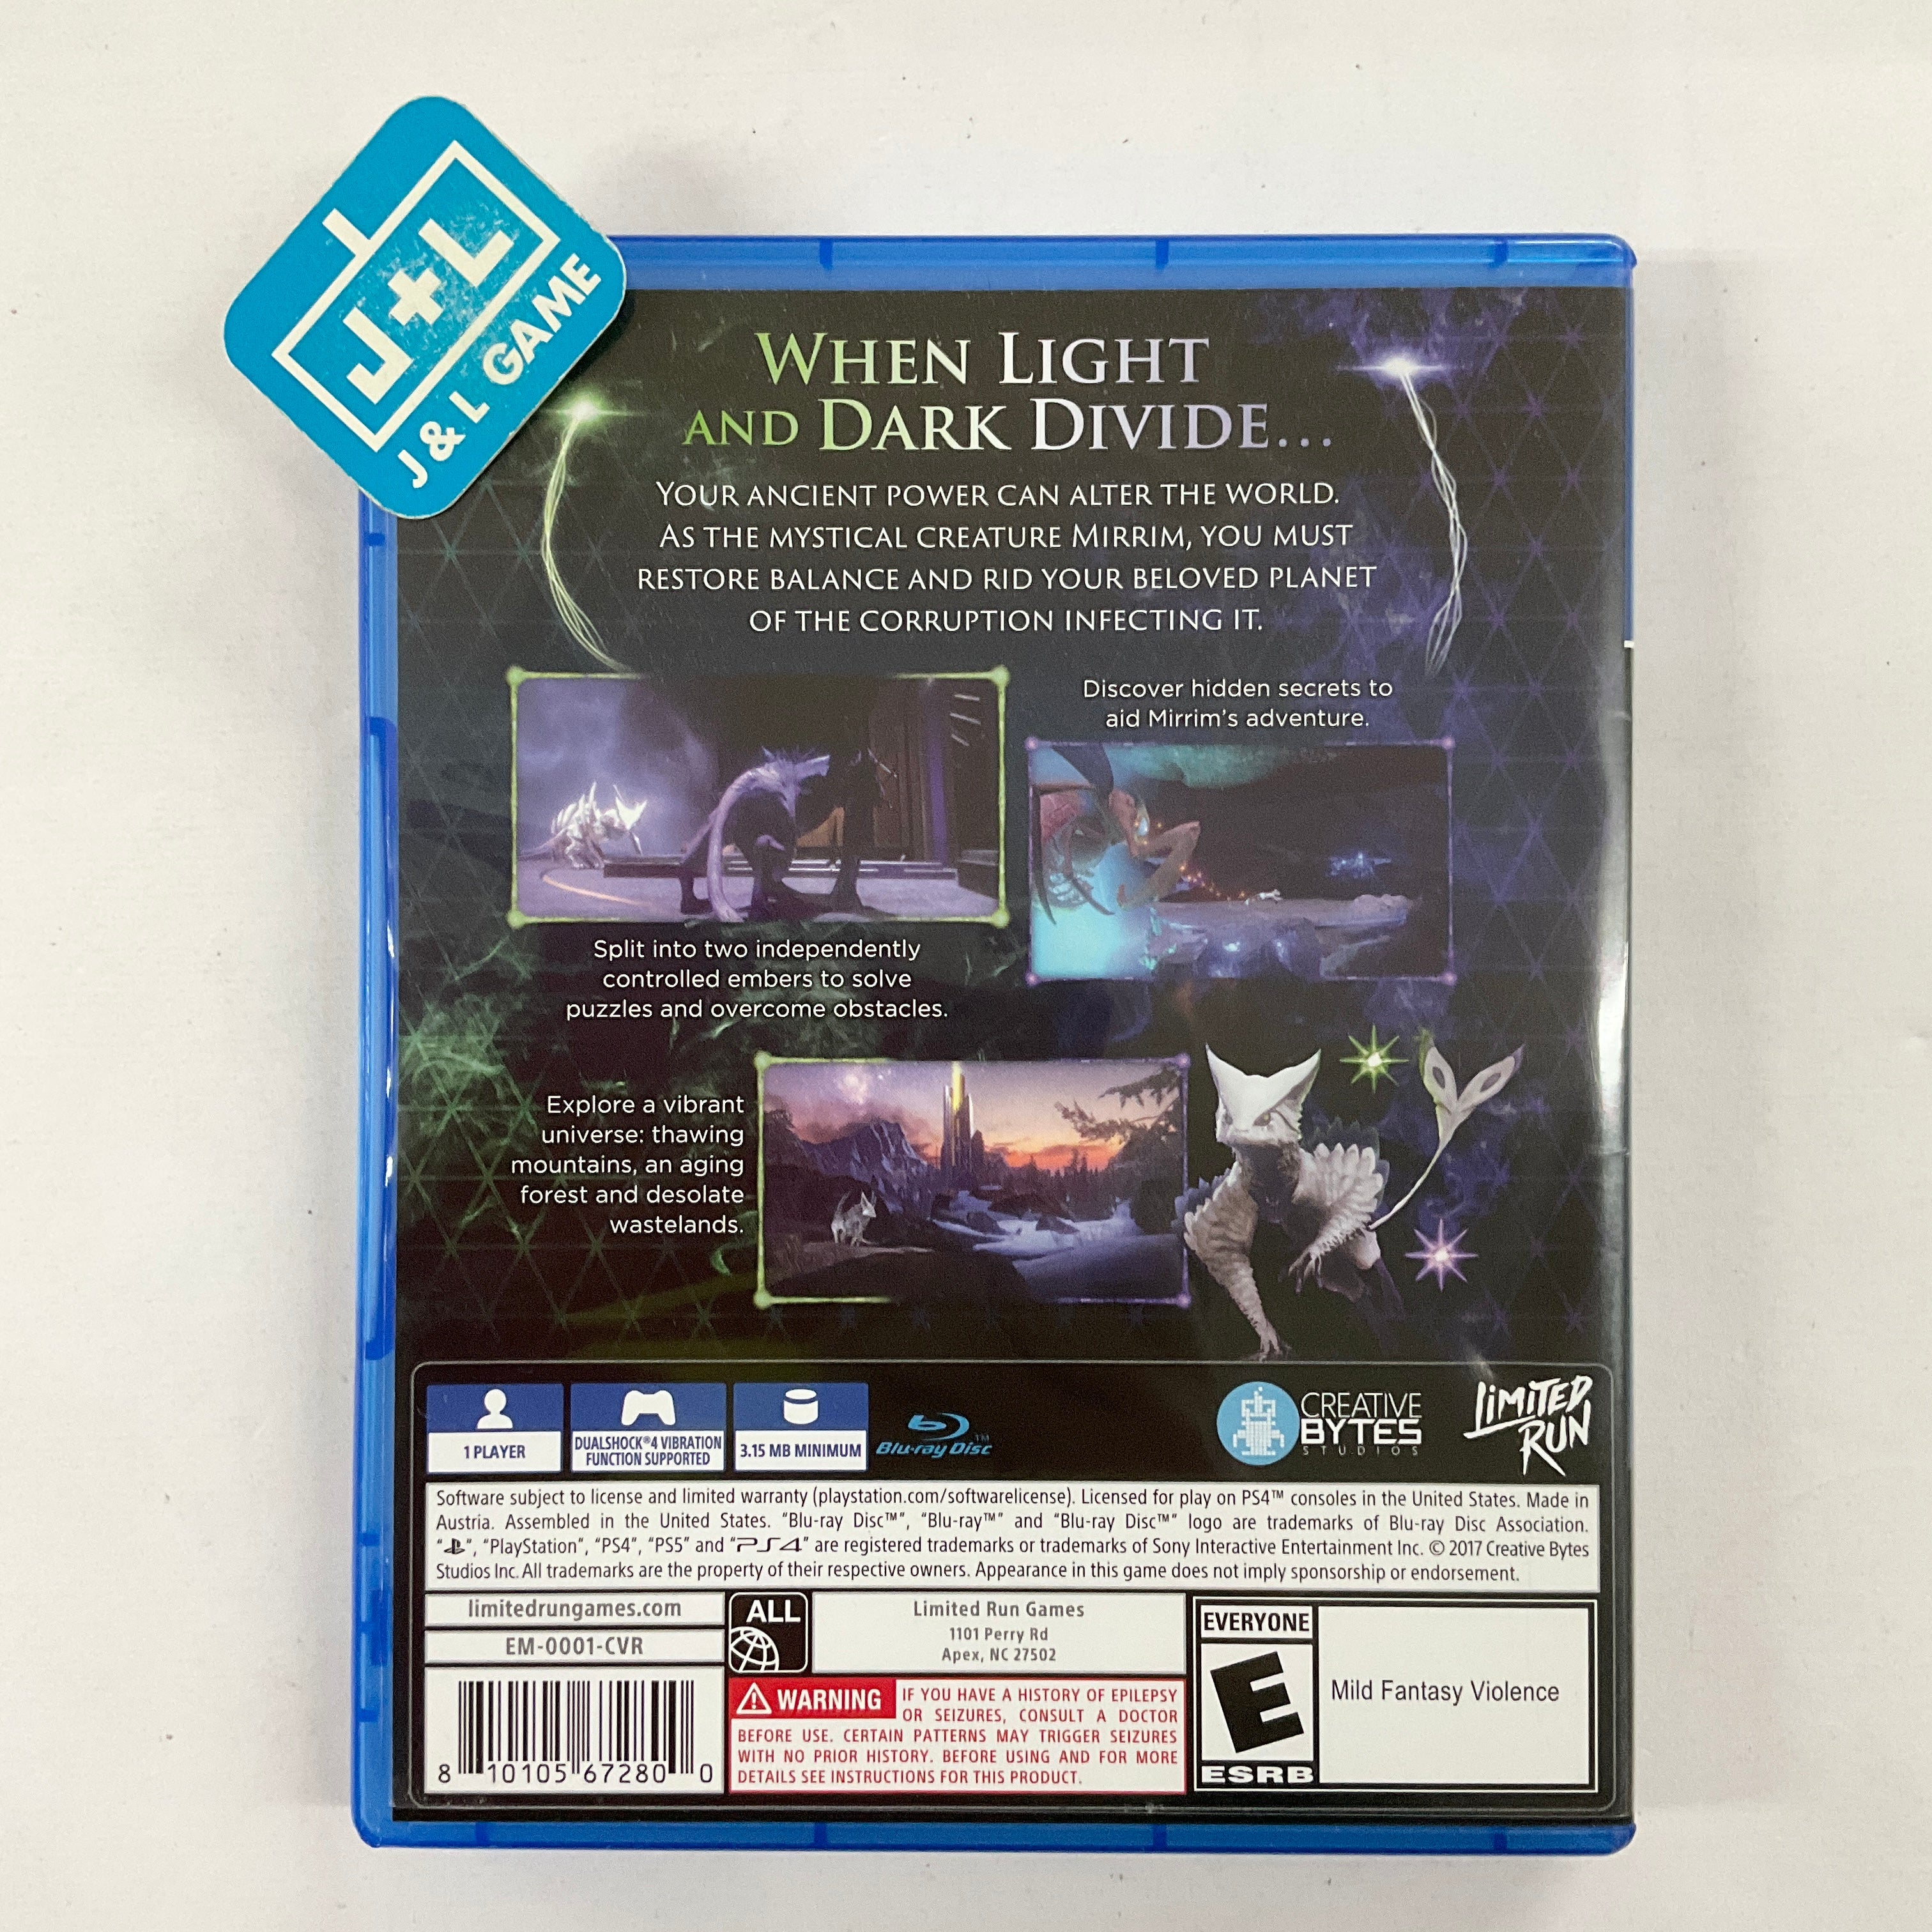 J+L
J & L GAME
WHEN LIGHT
AND DARK DIVIDE...
YOUR ANCIENT POWER CAN ALTER THE WORLD.
AS THE MYSTICAL CREATURE MIRRIM, YOU MUST
RESTORE BALANCE AND RID YOUR BELOVED PLANET
OF THE CORRUPTION INFECTING IT.
Discover hidden secrets to
aid Mirrim's adventure.
Split into two independently
controlled embers to solve
puzzles and overcome obstacles.
Explore a vibrant
universe: thawing
mountains, an aging
forest and desolate
wastelands.
1 PLAYER
DUALSHOCK®4 VIBRATION
FUNCTION SUPPORTED
3.15 MB MINIMUM
Blu-ray Disc™
CREATIVE
BYTES
STUDIOS
LIMITED
RUN
Software subject to license and limited warranty (playstation.com/softwarelicense). Licensed for play on PS4™ consoles in the United States. Made in
Austria. Assembled in the United States. "Blu-ray Disc™", "Blu-ray™" and "Blu-ray Disc™" logo are trademarks of Blu-ray Disc Association.
"PS", "PlayStation", "PS4", "PS5" and "PS4" are registered trademarks or trademarks of Sony Interactive Entertainment Inc. © 2017 Creative Bytes
Studios Inc. All trademarks are the property of their respective owners. Appearance in this game does not imply sponsorship or endorsement.
limitedrungames.com
EM-0001-CVR
ALL
Limited Run Games
1101 Perry Rd
Apex, NC 27502
WARNING IF YOU HAVE A HISTORY OF EPILEPSY
OR SEIZURES, CONSULT A DOCTOR
BEFORE USE. CERTAIN PATTERNS MAY TRIGGER SEIZURES
WITH NO PRIOR HISTORY. BEFORE USING AND FOR MORE
DETAILS SEE INSTRUCTIONS FOR THIS PRODUCT.
8 10105 67280 0
EVERYONE
E
ESRB
Mild Fantasy Violence